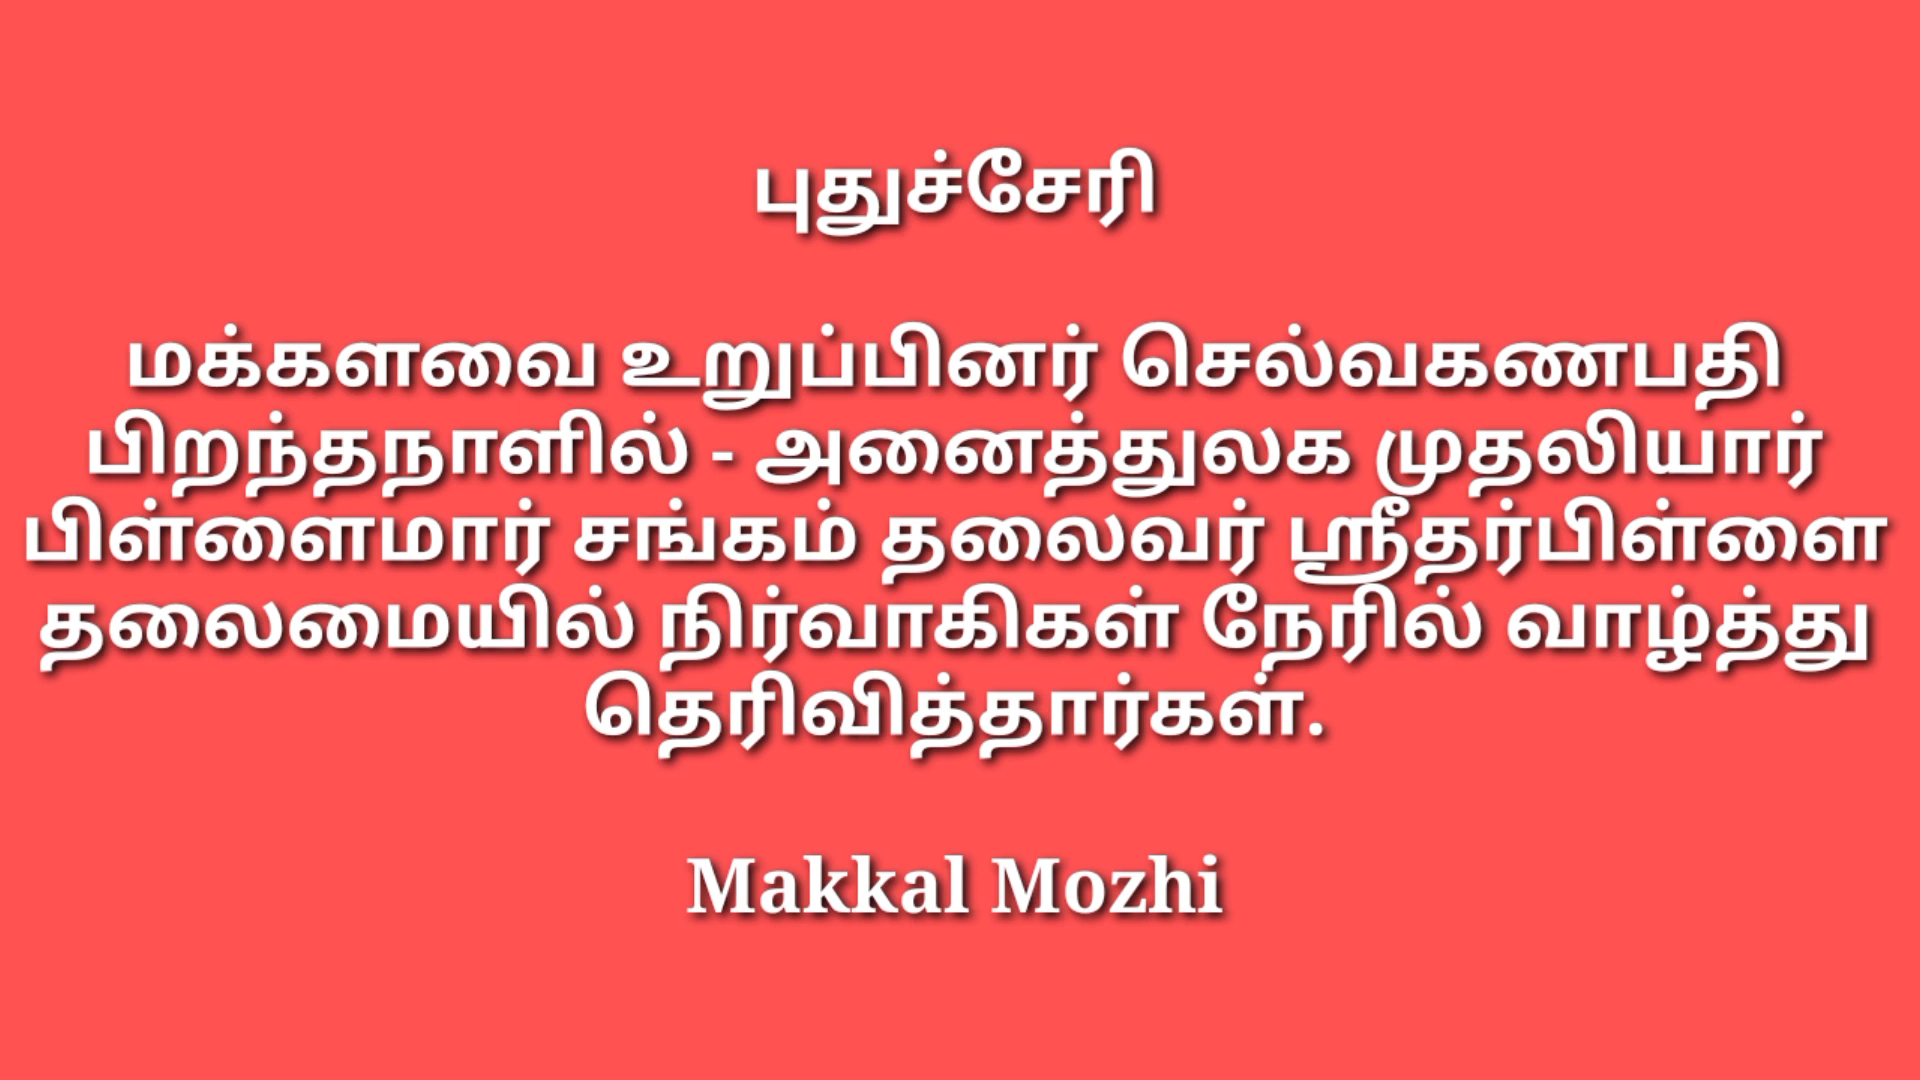 புதுச்சேரி
மக்களவை உறுப்பினர் செல்வகணபதி
பிறந்தநாளில் - அனைத்துலக முதலியார்
பிள்ளைமார் சங்கம் தலைவர் ஸ்ரீதர்பிள்ளை
தலைமையில் நிர்வாகிகள் நேரில் வாழ்த்து
தெரிவித்தார்கள்.
Makkal Mozhi